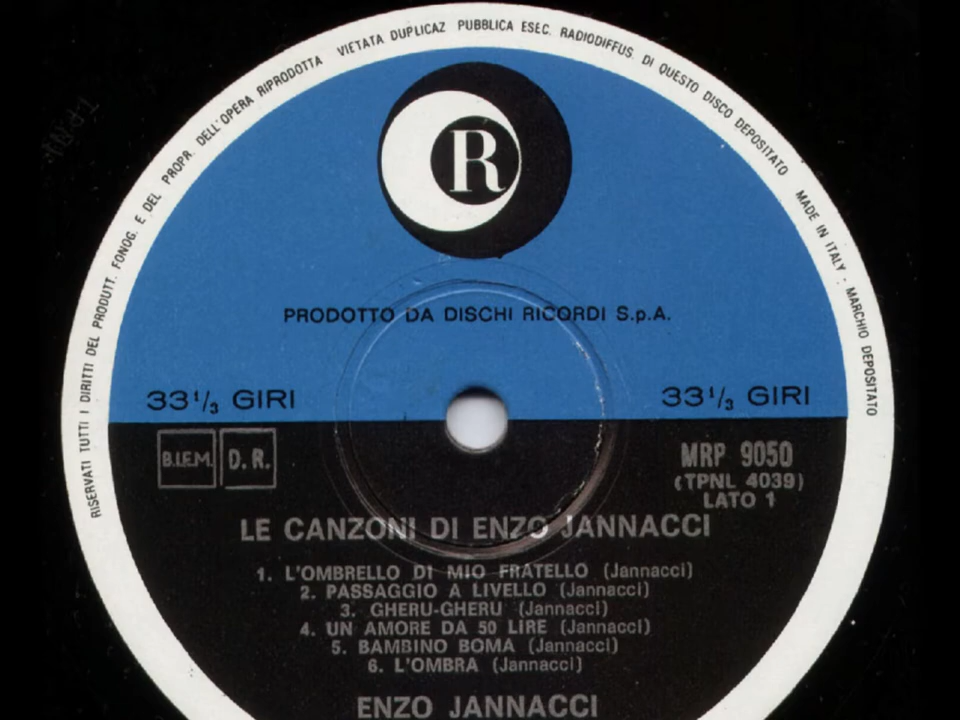 RISERVATI TUTTI I DIRITTI DEL PRODUTT. FONOG. E DEL PROPR. DELL'OPERA RIPRODOTTA VIETATA DUPLICAZ PUBBLICA ESEC. RADIODIFFUS. DI QUESTO DISCO DEPOSITATO MADE IN ITALY - MARCHIO DEPOSITATO
R
PRODOTTO DA DISCHI RICORDI S.p.A.
33 1/3 GIRI
33 1/3 GIRI
B.I.E.M. D. R.
MRP 9050
(TPNL 4039)
LATO 1
LE CANZONI DI ENZO JANNACCI
1. L'OMBRELLO DI MIO FRATELLO (Jannacci)
2. PASSAGGIO A LIVELLO (Jannacci)
3. GHERU-GHERU (Jannacci)
4. UN AMORE DA 50 LIRE (Jannacci)
5. BAMBINO BOMA (Jannacci)
6. L'OMBRA (Jannacci)
ENZO JANNACCI